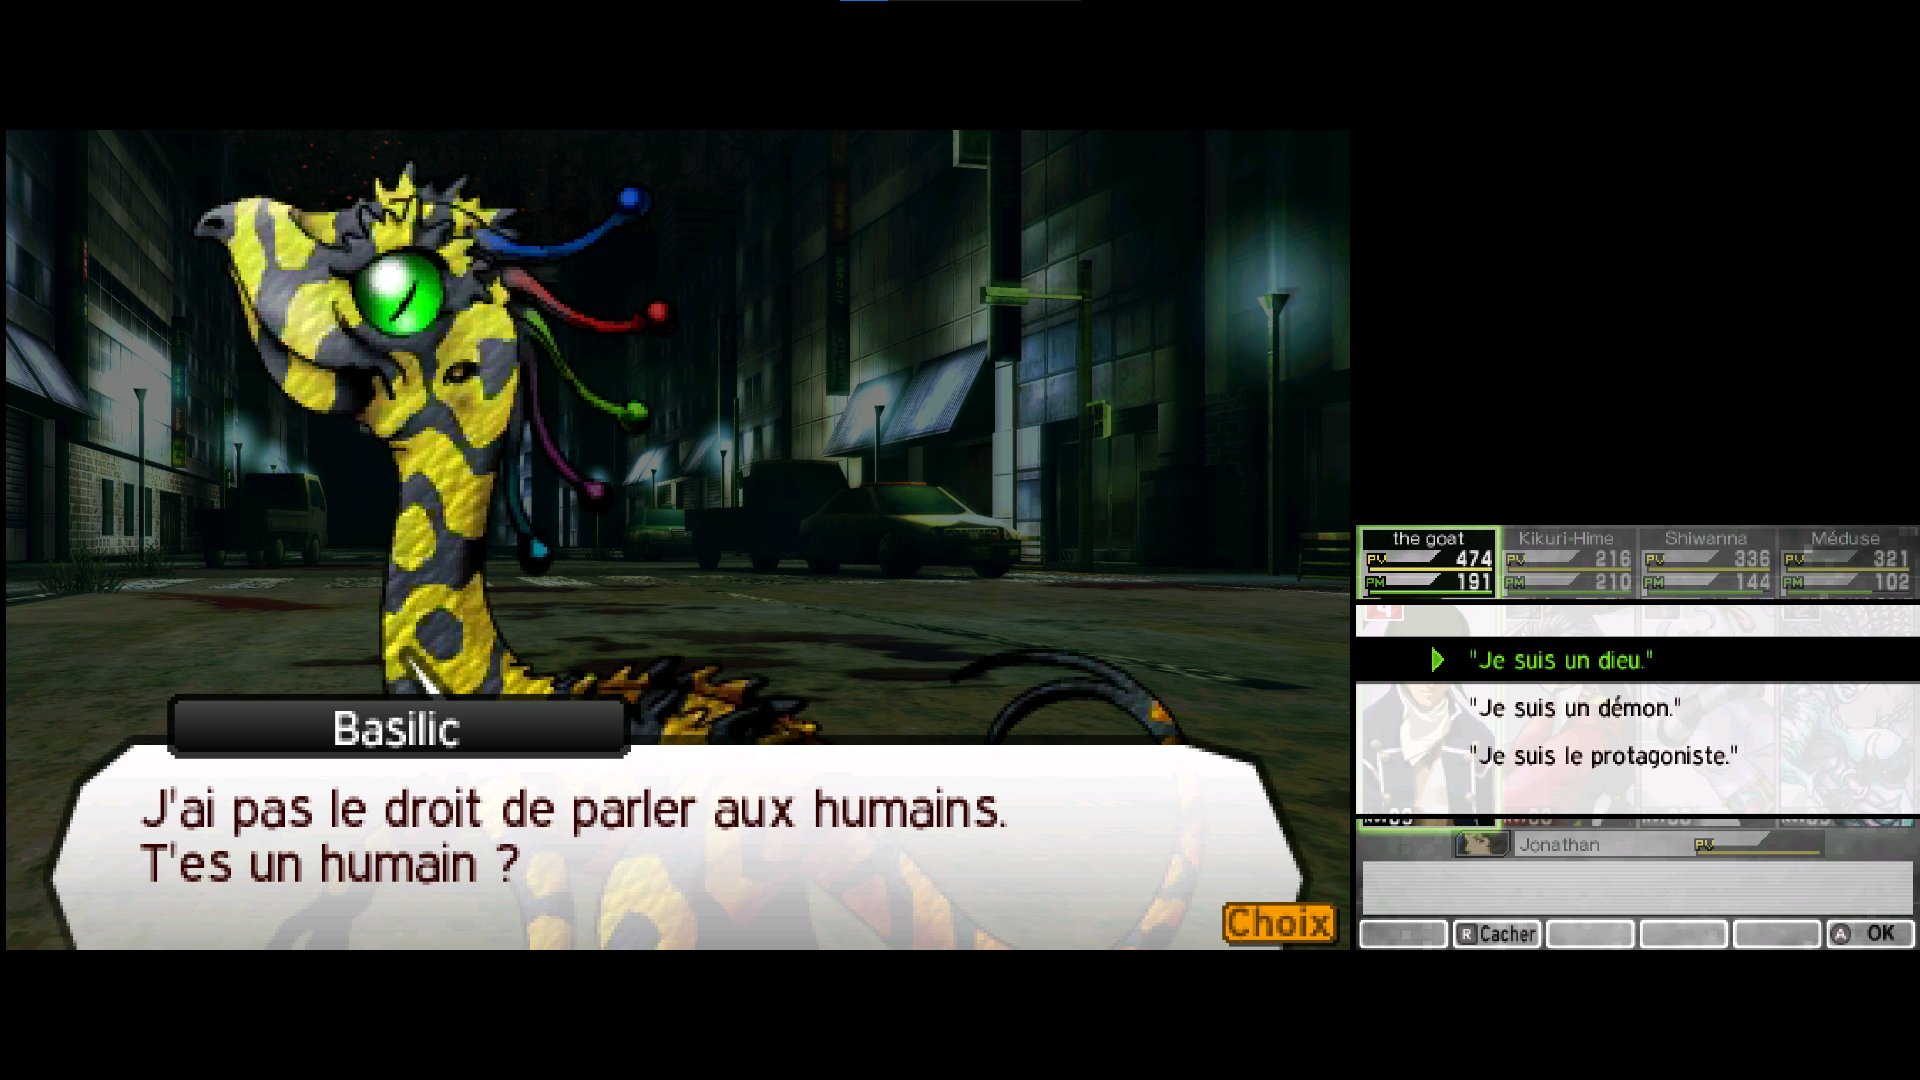 Basilic
J'ai pas le droit de parler aux humains.
T'es un humain ?
Choix
the goat
PV 474
PM 191
Kikuri-Hime
PV 216
PM 210
Shiwanna
PV 336
PM 144
Méduse
PV 321
PM 102
"Je suis un dieu."
"Je suis un démon."
"Je suis le protagoniste."
Jonathan
PV
R Cacher
A OK